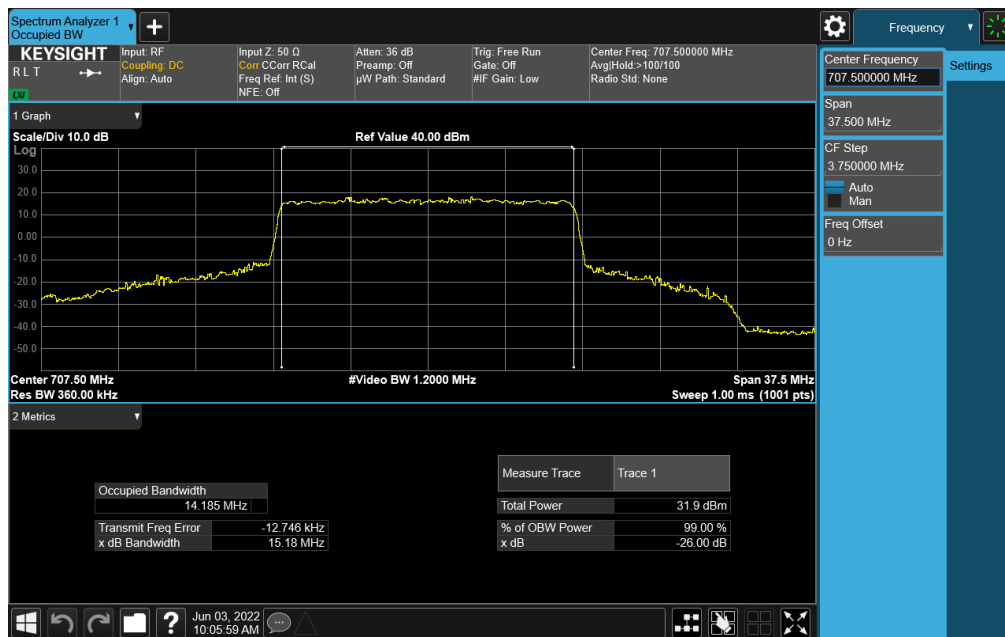 Spectrum Analyzer 1
Occupied BW
Frequency
KEYSIGHT
R L T
LXI
Input: RF
Coupling: DC
Align: Auto
Input Z: 50 Ω
Corr CCorr RCal
Freq Ref: Int (S)
NFE: Off
Atten: 36 dB
Preamp: Off
µW Path: Standard
Trig: Free Run
Gate: Off
#IF Gain: Low
Center Freq: 707.500000 MHz
Avg|Hold:>100/100
Radio Std: None
Center Frequency
707.500000 MHz
Settings
Span
37.500 MHz
CF Step
3.750000 MHz
Auto
Man
Freq Offset
0 Hz
1 Graph
Scale/Div 10.0 dB
Ref Value 40.00 dBm
Log
30.0
20.0
10.0
0.00
-10.0
-20.0
-30.0
-40.0
-50.0
Center 707.50 MHz
#Video BW 1.2000 MHz
Span 37.5 MHz
Res BW 360.00 kHz
Sweep 1.00 ms (1001 pts)
2 Metrics
Measure Trace
Trace 1
Occupied Bandwidth
14.185 MHz
Total Power
31.9 dBm
Transmit Freq Error
-12.746 kHz
% of OBW Power
99.00 %
x dB Bandwidth
15.18 MHz
x dB
-26.00 dB
?
Jun 03, 2022
10:05:59 AM